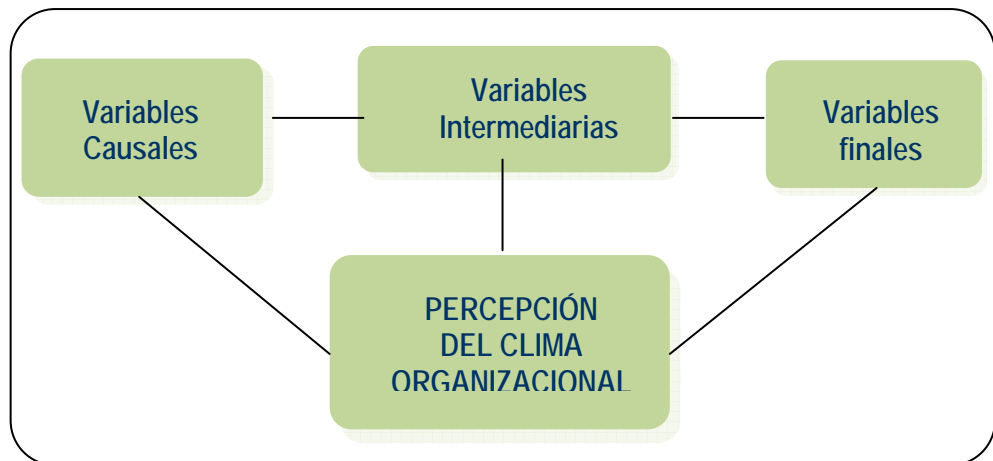 Variables
Causales
Variables
Intermediarias
Variables
finales
PERCEPCIÓN
DEL CLIMA
ORGANIZACIONAL